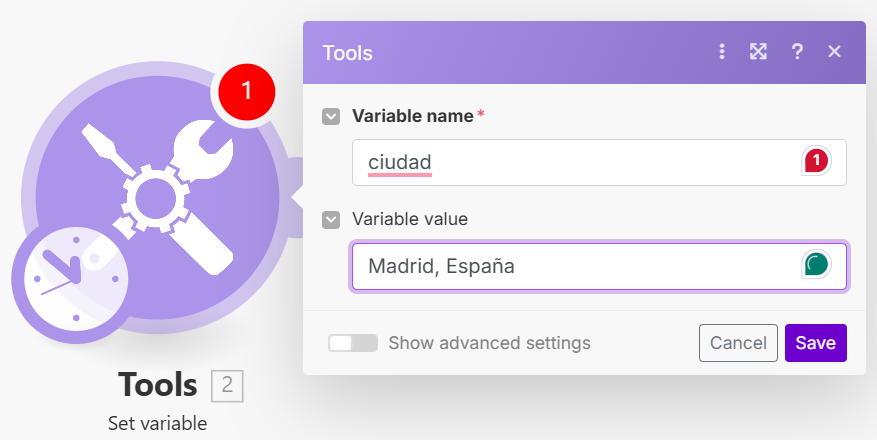 1
Tools
Variable name*
ciudad
1
Variable value
Madrid, España
Show advanced settings
Cancel
Save
Tools 2
Set variable